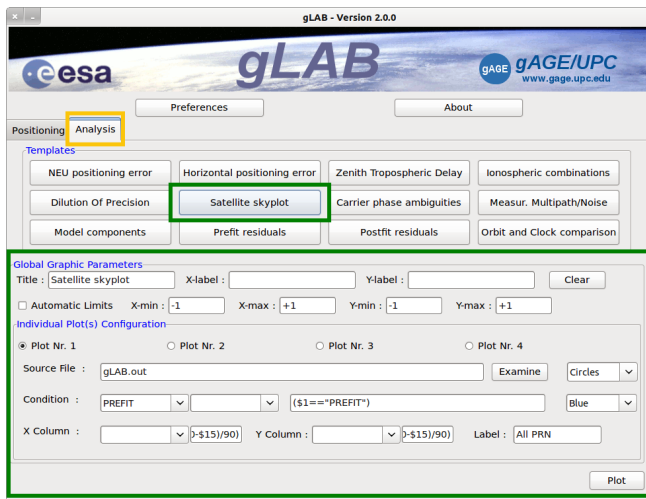 gLAB - Version 2.0.0
esa
gLAB
gAGE
gAGE/UPC
www.gage.upc.edu
Preferences
About
Positioning
Analysis
Templates
NEU positioning error
Horizontal positioning error
Zenith Tropospheric Delay
Ionospheric combinations
Dilution Of Precision
Satellite skyplot
Carrier phase ambiguities
Measur. Multipath/Noise
Model components
Prefit residuals
Postfit residuals
Orbit and Clock comparison
Global Graphic Parameters
Title : Satellite skyplot X-label : Y-label : Clear
Automatic Limits X-min : -1 X-max : +1 Y-min : -1 Y-max : +1
Individual Plot(s) Configuration
Plot Nr. 1 Plot Nr. 2 Plot Nr. 3 Plot Nr. 4
Source File : gLAB.out Examine Circles
Condition : PREFIT ($1=="PREFIT") Blue
X Column : 0-$15)/90) Y Column : 0-$15)/90) Label : All PRN
Plot